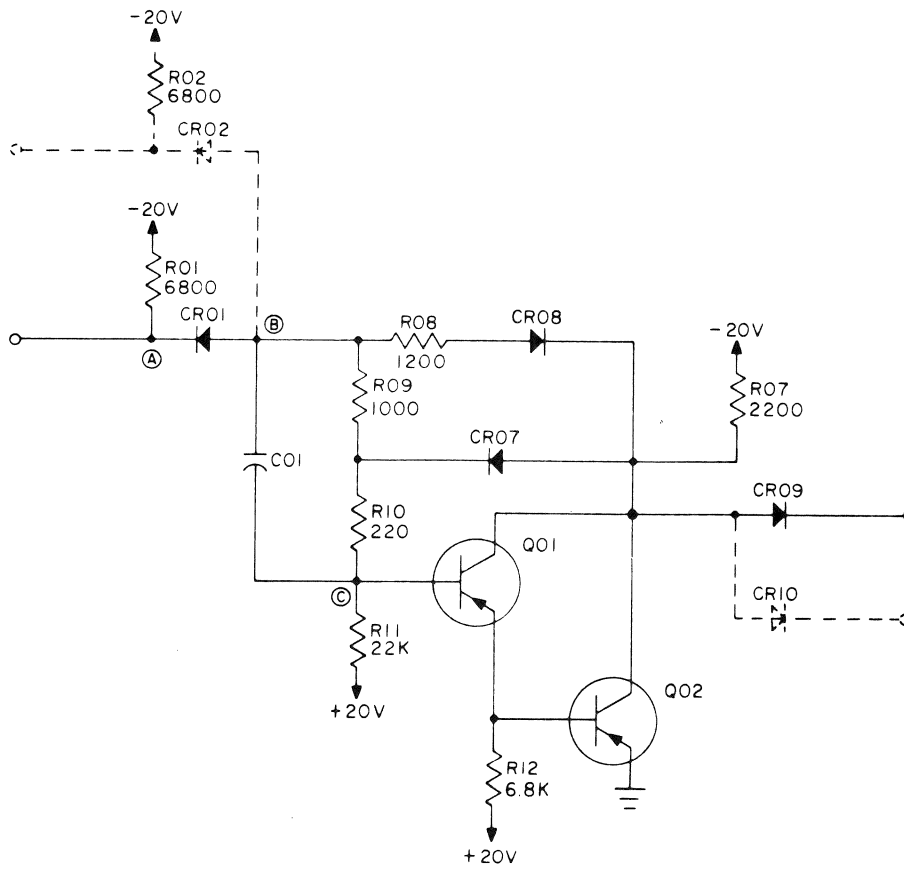 -20V
R02
6800
CR02
-20V
R01
6800
CR01
B
A
R08
1200
CR08
-20V
R07
2200
R09
1000
CR07
C01
R10
220
Q01
CR09
C
CR10
R11
22K
+20V
Q02
R12
6.8K
+20V